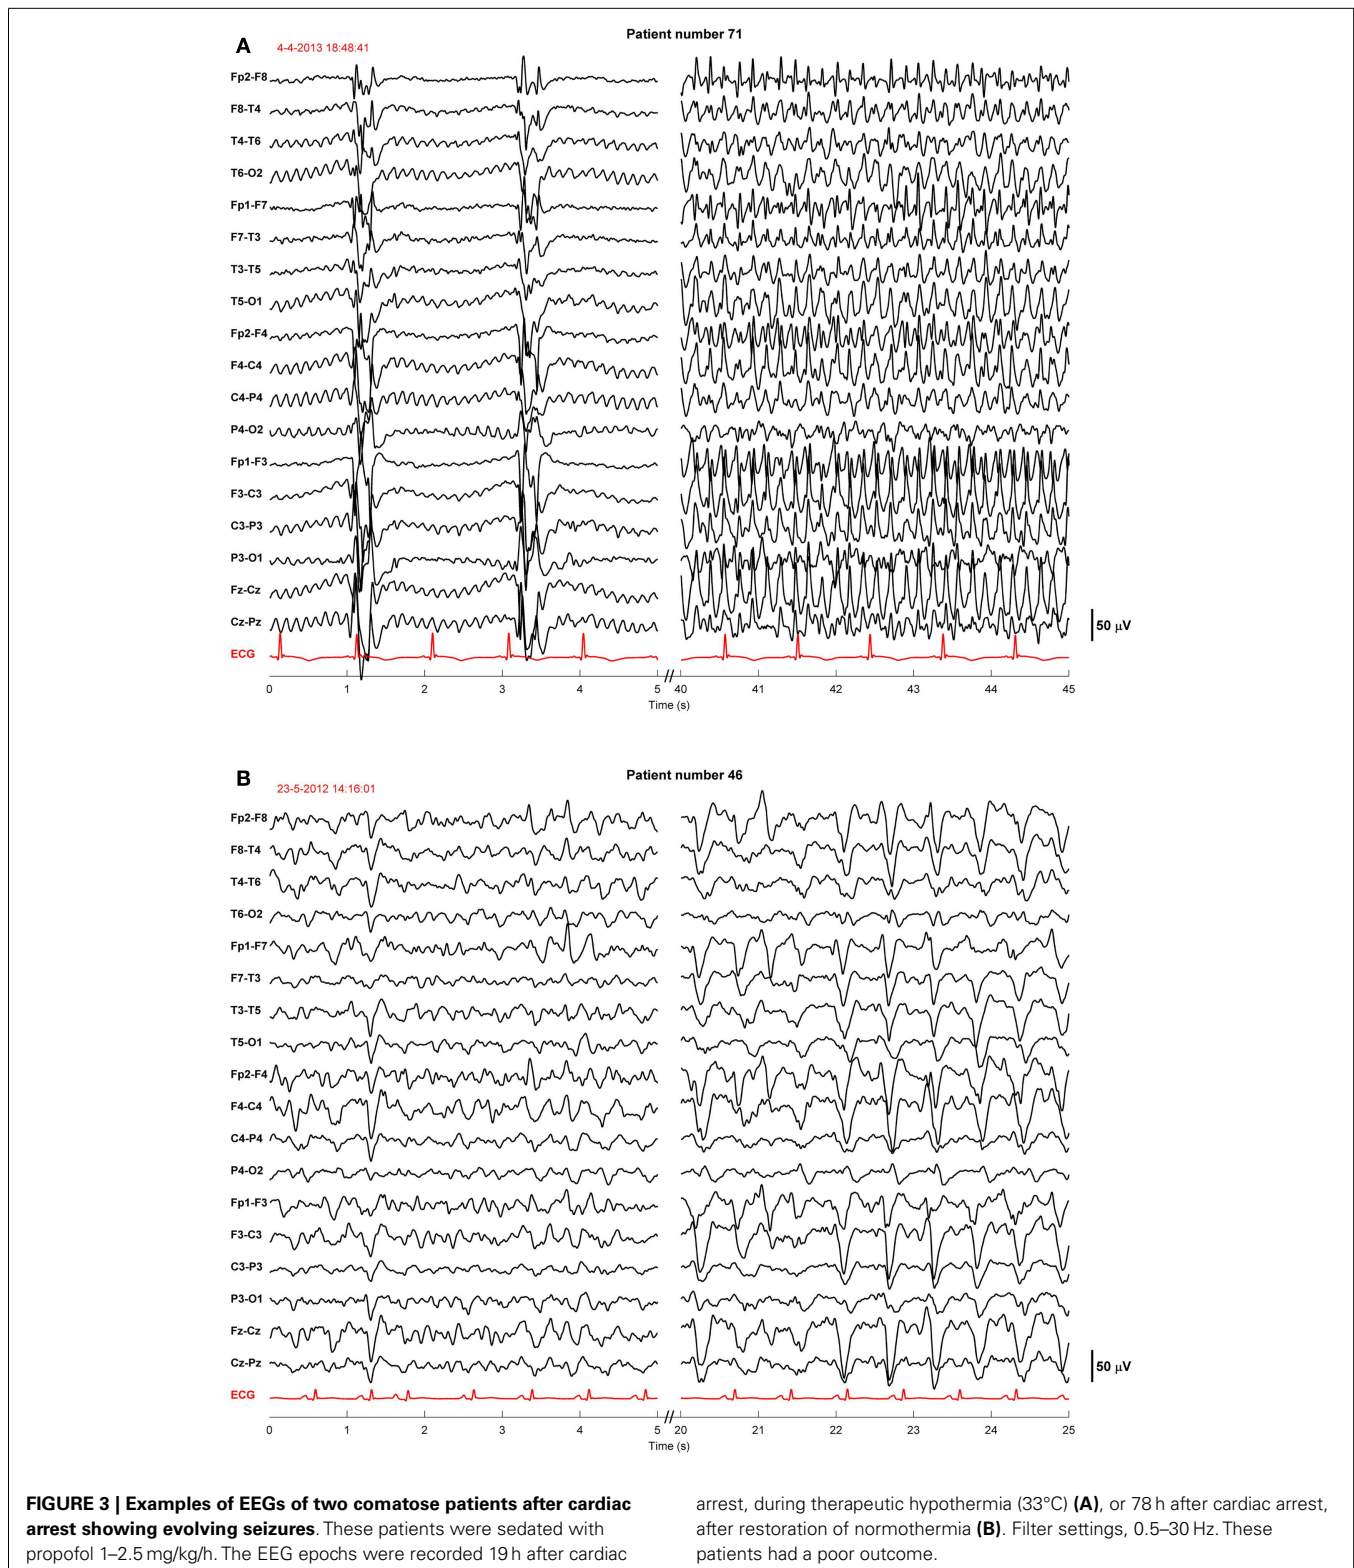 Patient number 71
A
4-4-2013 18:48:41
Fp2-F8
F8-T4
T4-T6
T6-O2
Fp1-F7
F7-T3
T3-T5
T5-O1
Fp2-F4
F4-C4
C4-P4
P4-O2
Fp1-F3
F3-C3
C3-P3
P3-O1
Fz-Cz
Cz-Pz
50 µV
ECG
0 1 2 3 4 5 // 40 41 42 43 44 45
Time (s)
Patient number 46
B
23-5-2012 14:16:01
Fp2-F8
F8-T4
T4-T6
T6-O2
Fp1-F7
F7-T3
T3-T5
T5-O1
Fp2-F4
F4-C4
C4-P4
P4-O2
Fp1-F3
F3-C3
C3-P3
P3-O1
Fz-Cz
Cz-Pz
50 µV
ECG
0 1 2 3 4 5 // 20 21 22 23 24 25
Time (s)
FIGURE 3 | Examples of EEGs of two comatose patients after cardiac
arrest showing evolving seizures. These patients were sedated with
propofol 1–2.5 mg/kg/h. The EEG epochs were recorded 19 h after cardiac
arrest, during therapeutic hypothermia (33°C) (A), or 78 h after cardiac arrest,
after restoration of normothermia (B). Filter settings, 0.5–30 Hz. These
patients had a poor outcome.